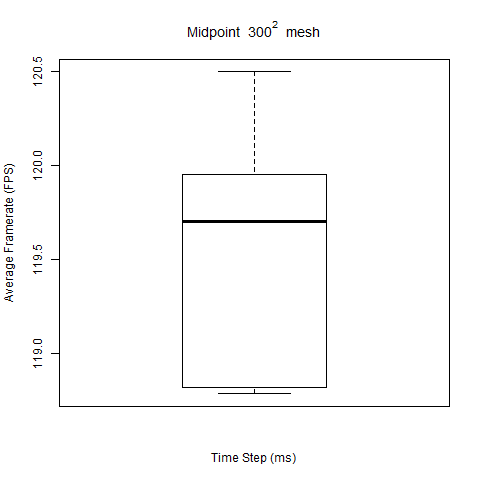 Midpoint 300² mesh
120.5
120.0
119.5
119.0
Average Framerate (FPS)
Time Step (ms)